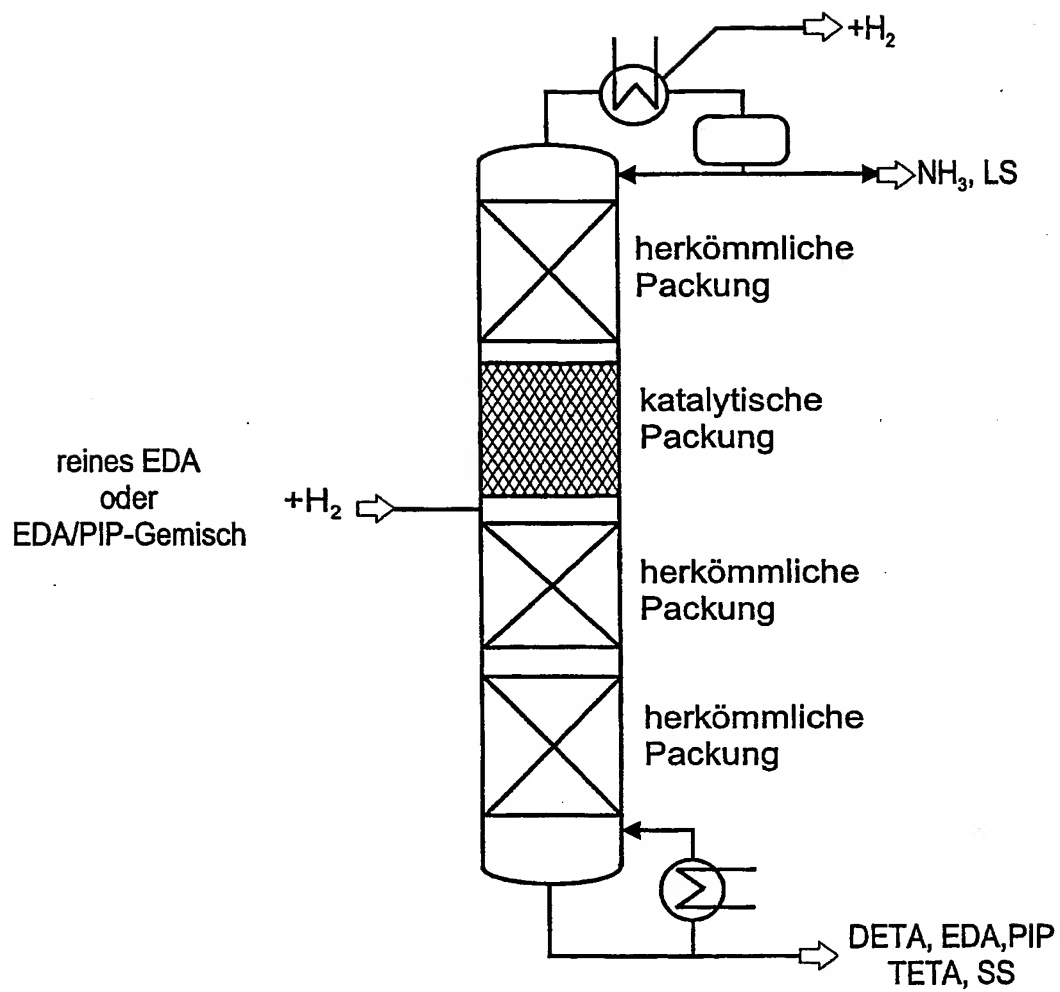 +H₂
NH₃, LS
herkömmliche
Packung
katalytische
Packung
reines EDA
oder
EDA/PIP-Gemisch
+H₂
herkömmliche
Packung
herkömmliche
Packung
DETA, EDA,PIP
TETA, SS